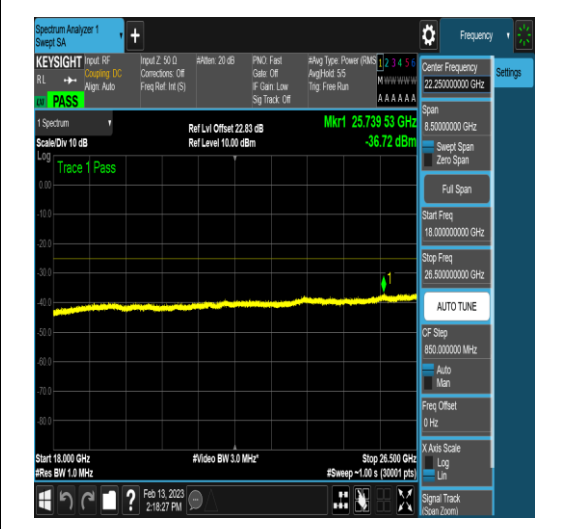 Spectrum Analyzer 1
Swept SA
+
Frequency
KEYSIGHT
RL
PASS
Input: RF
Coupling: DC
Align: Auto
Input Z: 50 Ω
Corrections: Off
Freq Ref: Int (S)
#Atten: 20 dB
PNO: Fast
Gate: Off
IF Gain: Low
Sig Track: Off
#Avg Type: Power (RMS
Avg|Hold: 5/5
Trig: Free Run
1 2 3 4 5 6
M W W W W W
A A A A A A
Center Frequency
22.250000000 GHz
Settings
Span
8.50000000 GHz
Swept Span
Zero Span
Full Span
Start Freq
18.000000000 GHz
Stop Freq
26.500000000 GHz
AUTO TUNE
CF Step
850.000000 MHz
Auto
Man
Freq Offset
0 Hz
X Axis Scale
Log
Lin
Signal Track
(Span Zoom)
1 Spectrum
Scale/Div 10 dB
Ref Lvl Offset 22.83 dB
Ref Level 10.00 dBm
Mkr1 25.739 53 GHz
-36.72 dBm
Log
Trace 1 Pass
0.00
-10.0
-20.0
-30.0
-40.0
-50.0
-60.0
-70.0
-80.0
1
Start 18.000 GHz
#Res BW 1.0 MHz
#Video BW 3.0 MHz*
Stop 26.500 GHz
#Sweep ~1.00 s (30001 pts)
?
Feb 13, 2023
2:18:27 PM